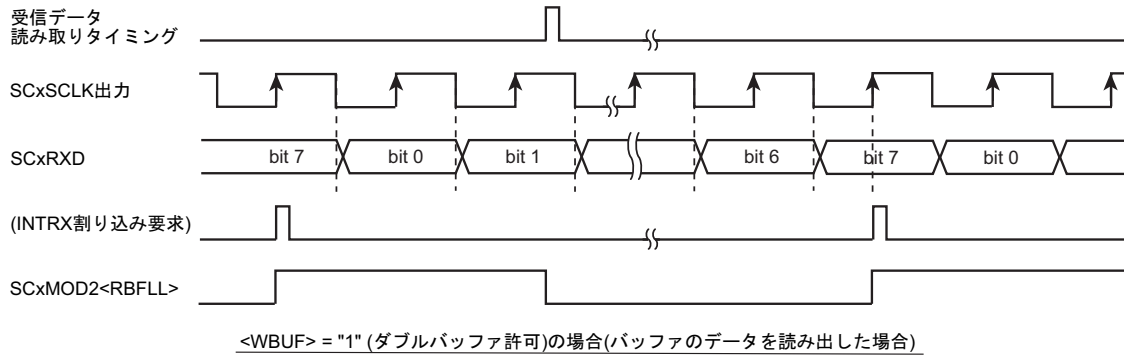 受信データ
読み取りタイミング
SCxSCLK出力
SCxRXD
bit 7 bit 0 bit 1 bit 6 bit 7 bit 0
(INTRX割り込み要求)
SCxMOD2<RBFLL>
<WBUF> = "1" (ダブルバッファ許可)の場合(バッファのデータを読み出した場合)